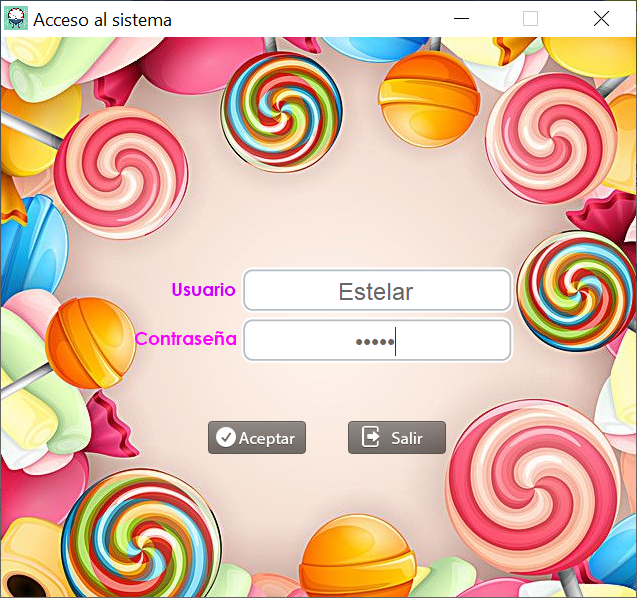 Acceso al sistema
Usuario
Estelar
Contraseña
•••••
Aceptar
Salir